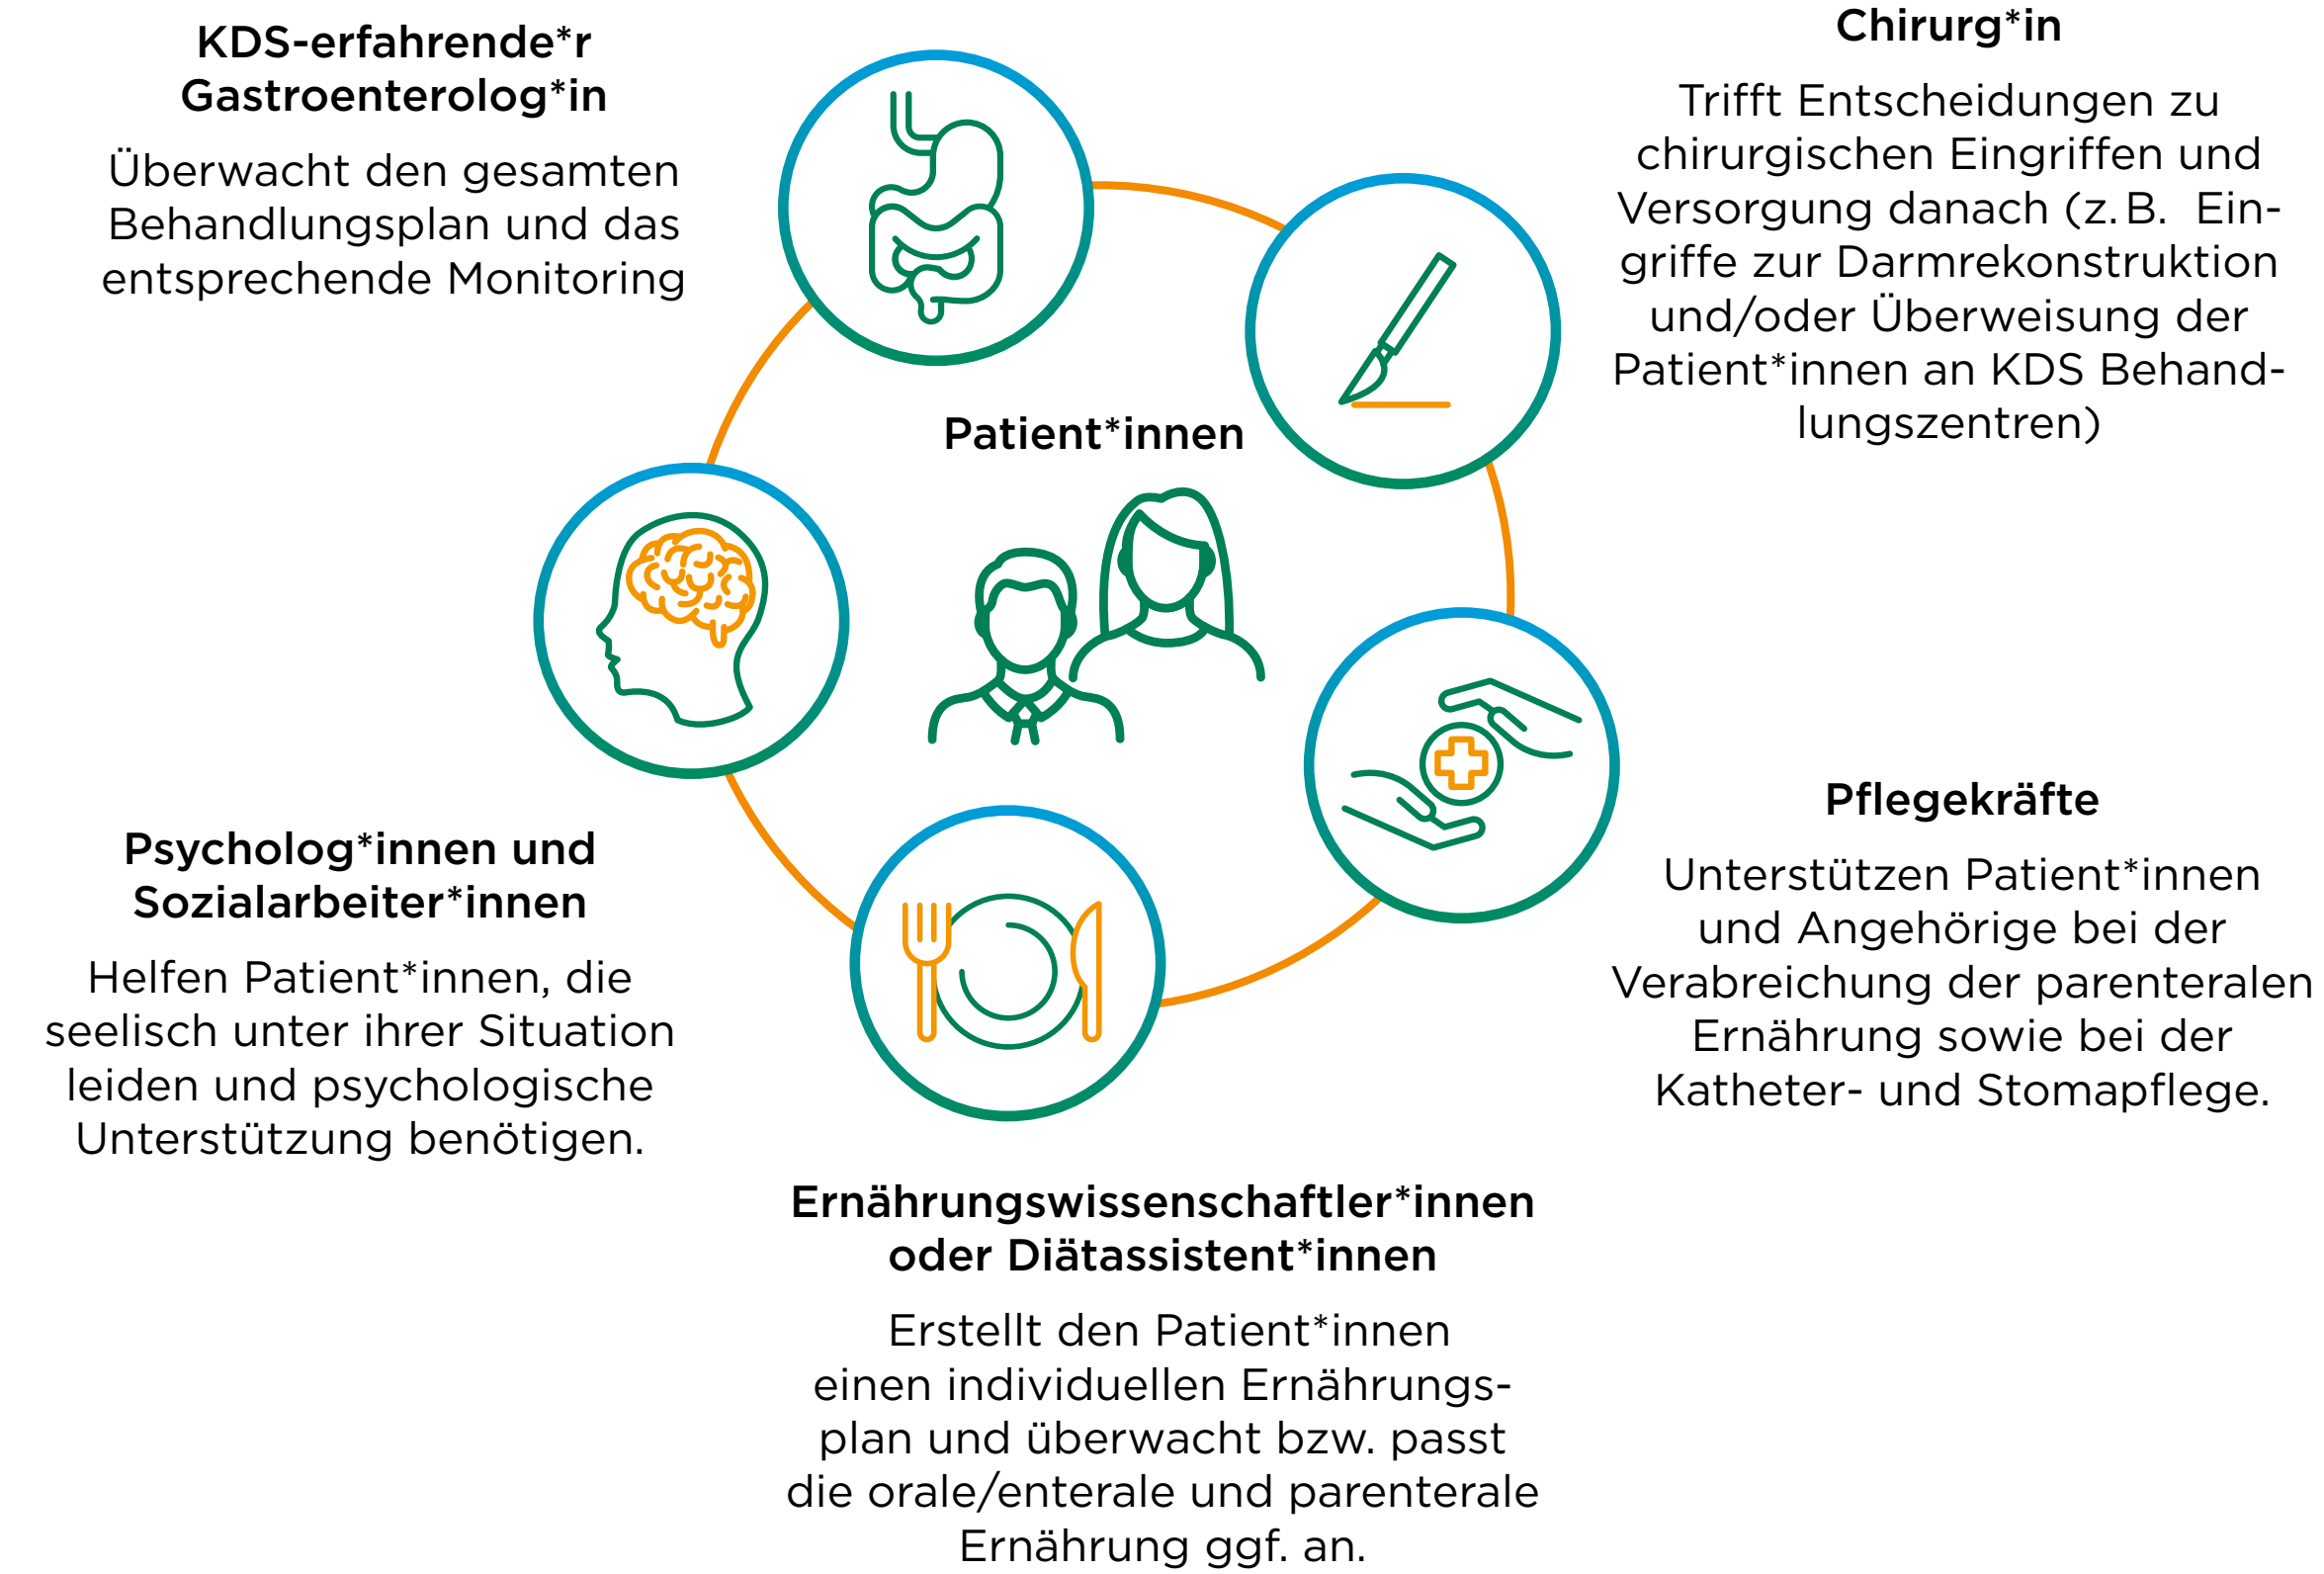 KDS-erfahrende*r
Gastroenterolog*in
Überwacht den gesamten
Behandlungsplan und das
entsprechende Monitoring
Chirurg*in
Trifft Entscheidungen zu
chirurgischen Eingriffen und
Versorgung danach (z. B. Ein-
griffe zur Darmrekonstruktion
und/oder Überweisung der
Patient*innen an KDS Behand-
lungszentren)
Patient*innen
Pflegekräfte
Unterstützen Patient*innen
und Angehörige bei der
Verabreichung der parenteralen
Ernährung sowie bei der
Katheter- und Stomapflege.
Psycholog*innen und
Sozialarbeiter*innen
Helfen Patient*innen, die
seelisch unter ihrer Situation
leiden und psychologische
Unterstützung benötigen.
Ernährungswissenschaftler*innen
oder Diätassistent*innen
Erstellt den Patient*innen
einen individuellen Ernährungs-
plan und überwacht bzw. passt
die orale/enterale und parenterale
Ernährung ggf. an.